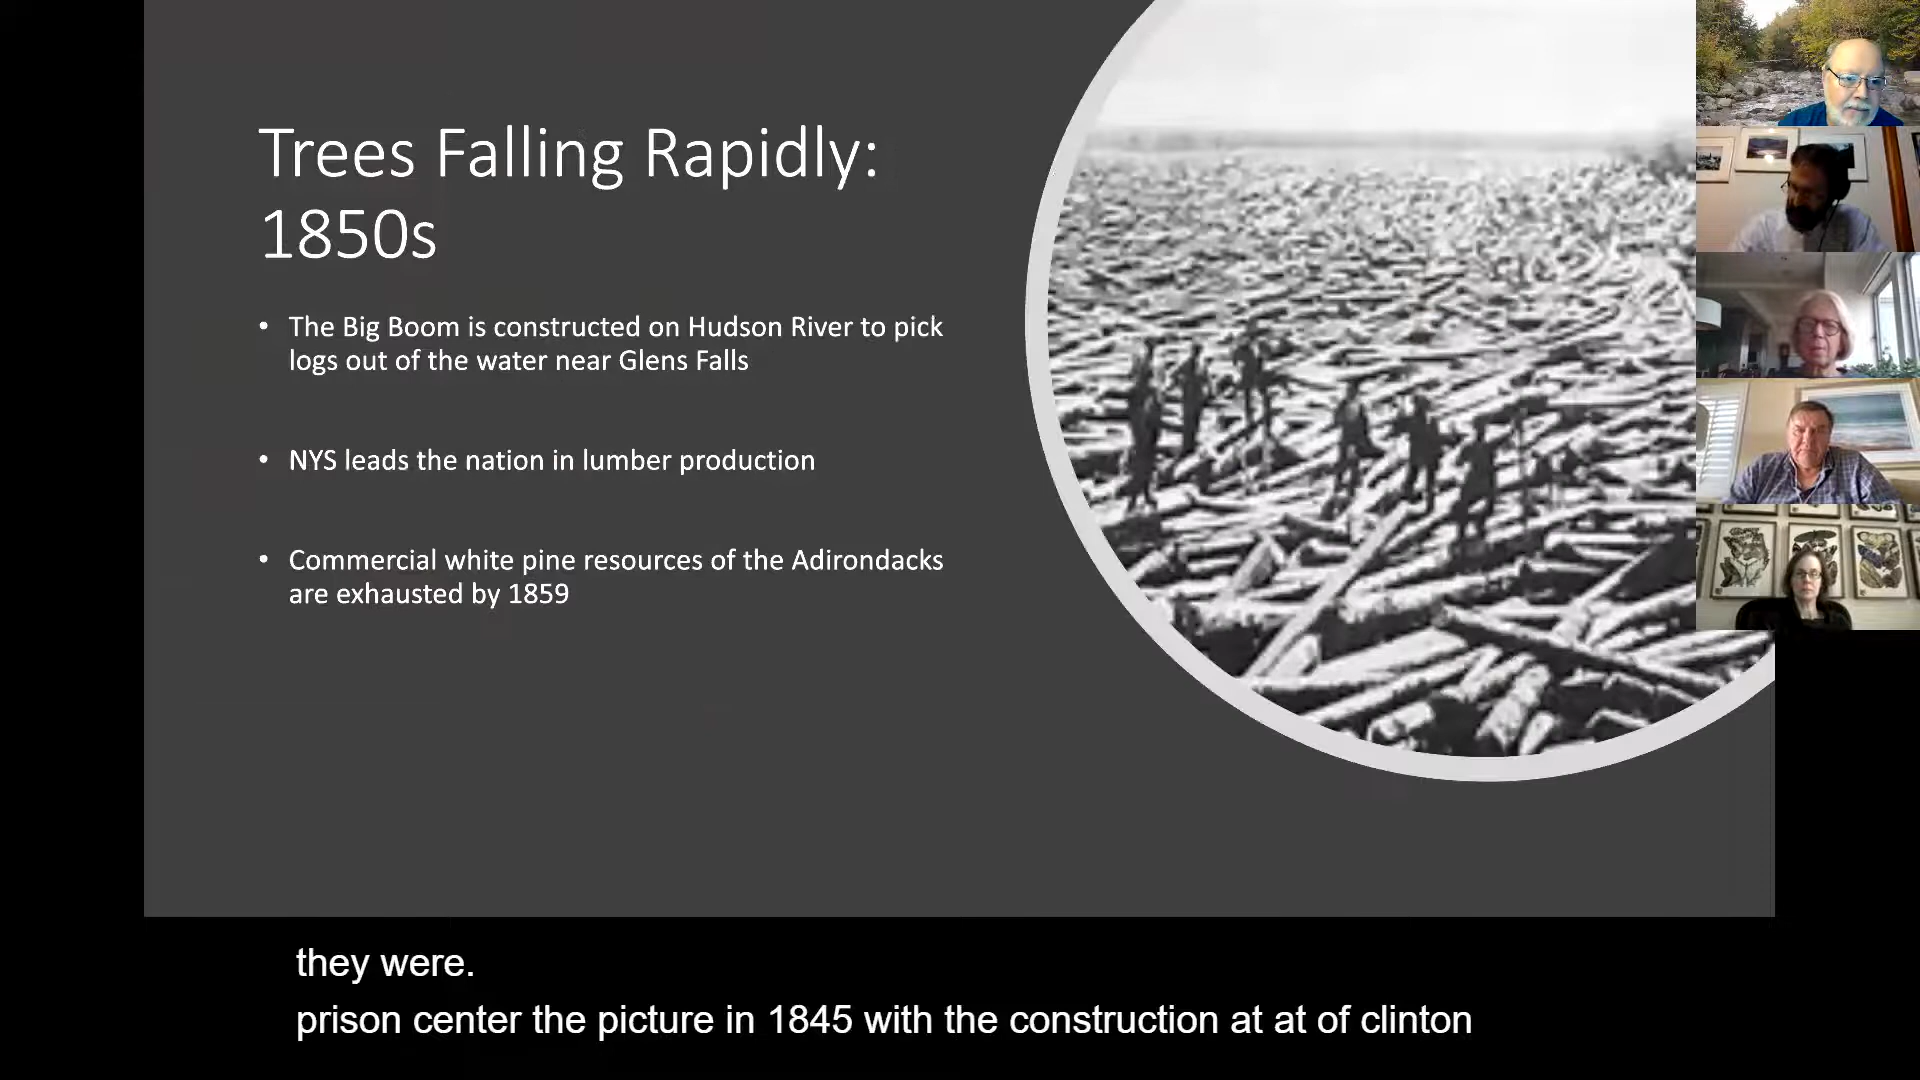 Trees Falling Rapidly:
1850s
• The Big Boom is constructed on Hudson River to pick
logs out of the water near Glens Falls
• NYS leads the nation in lumber production
• Commercial white pine resources of the Adirondacks
are exhausted by 1859
they were.
prison center the picture in 1845 with the construction at at of clinton